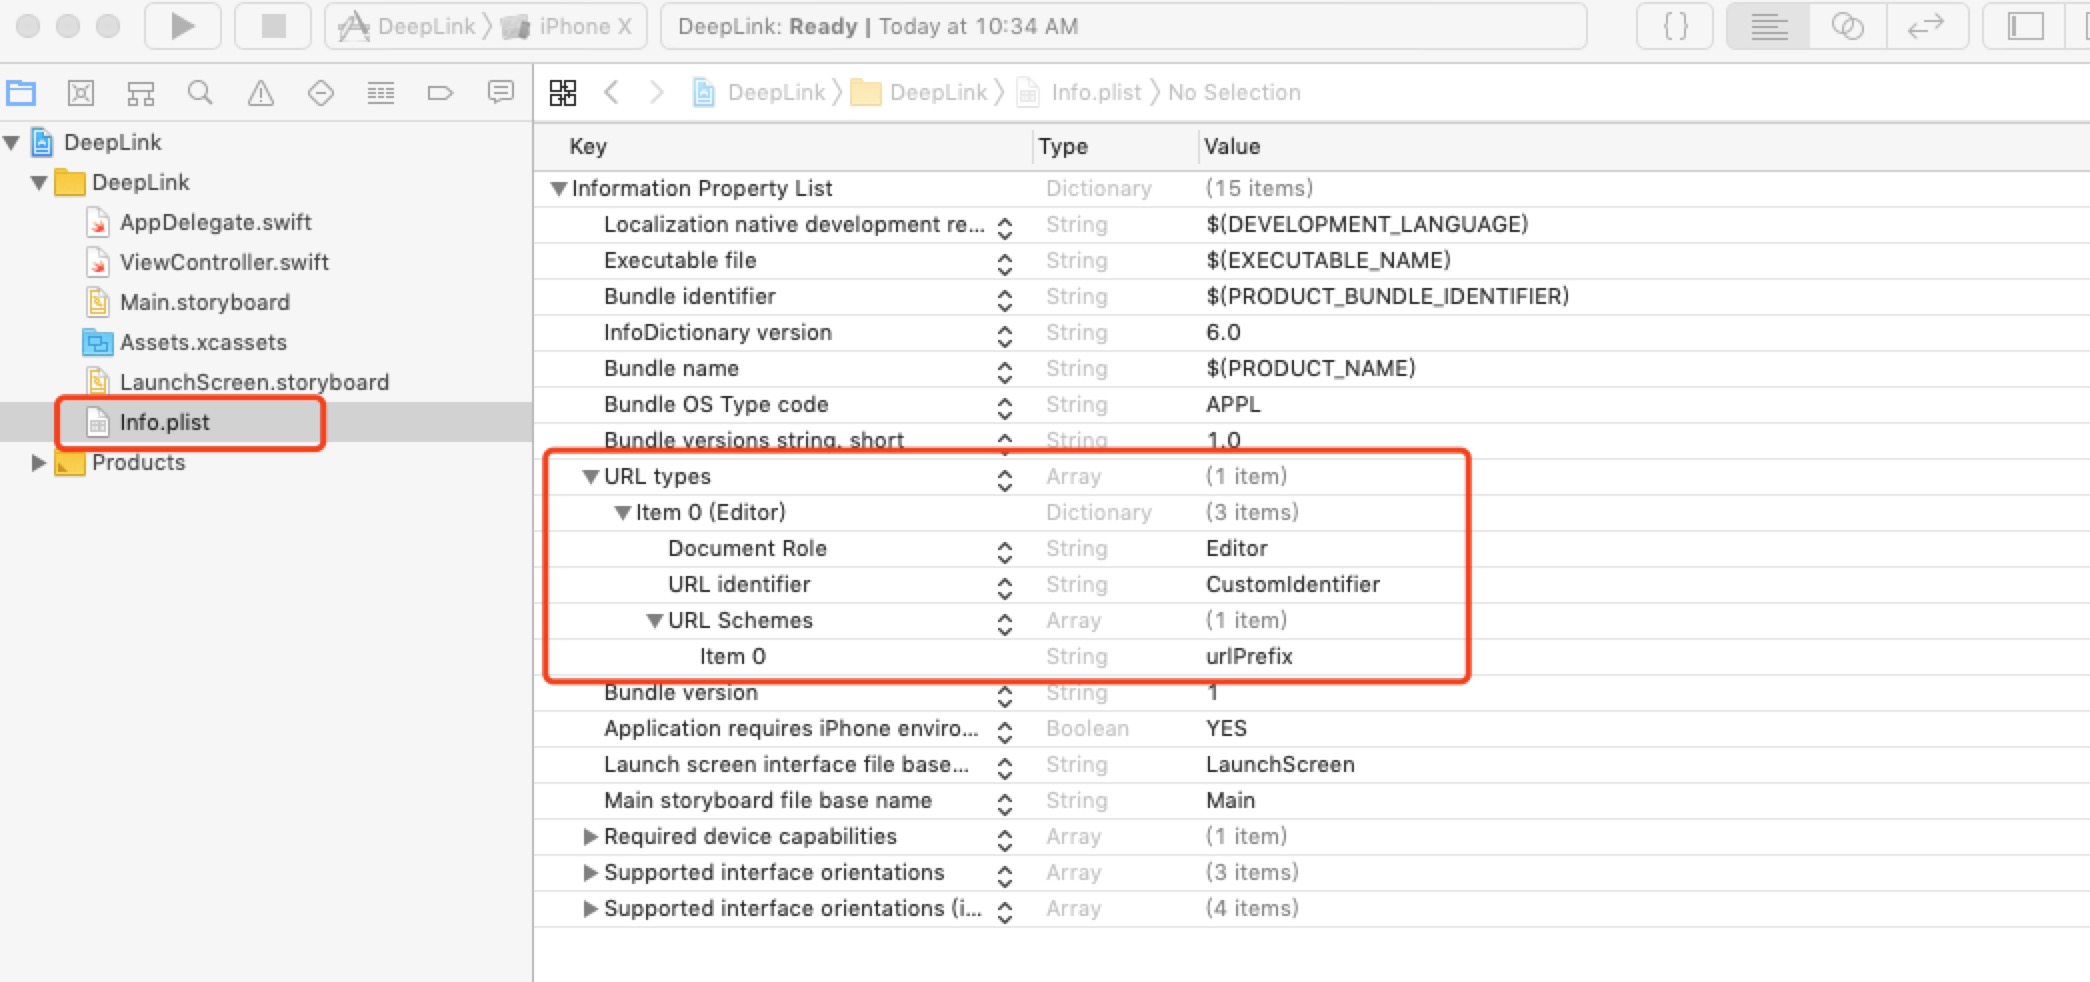 DeepLink iPhone X DeepLink: Ready | Today at 10:34 AM {}
DeepLink DeepLink Info.plist No Selection
DeepLink
DeepLink
AppDelegate.swift
ViewController.swift
Main.storyboard
Assets.xcassets
LaunchScreen.storyboard
Info.plist
Products
Key Type Value
Information Property List Dictionary (15 items)
Localization native development re... String $(DEVELOPMENT_LANGUAGE)
Executable file String $(EXECUTABLE_NAME)
Bundle identifier String $(PRODUCT_BUNDLE_IDENTIFIER)
InfoDictionary version String 6.0
Bundle name String $(PRODUCT_NAME)
Bundle OS Type code String APPL
Bundle versions string, short String 1.0
URL types Array (1 item)
Item 0 (Editor) Dictionary (3 items)
Document Role String Editor
URL identifier String CustomIdentifier
URL Schemes Array (1 item)
Item 0 String urlPrefix
Bundle version String 1
Application requires iPhone enviro... Boolean YES
Launch screen interface file base... String LaunchScreen
Main storyboard file base name String Main
Required device capabilities Array (1 item)
Supported interface orientations Array (3 items)
Supported interface orientations (i... Array (4 items)